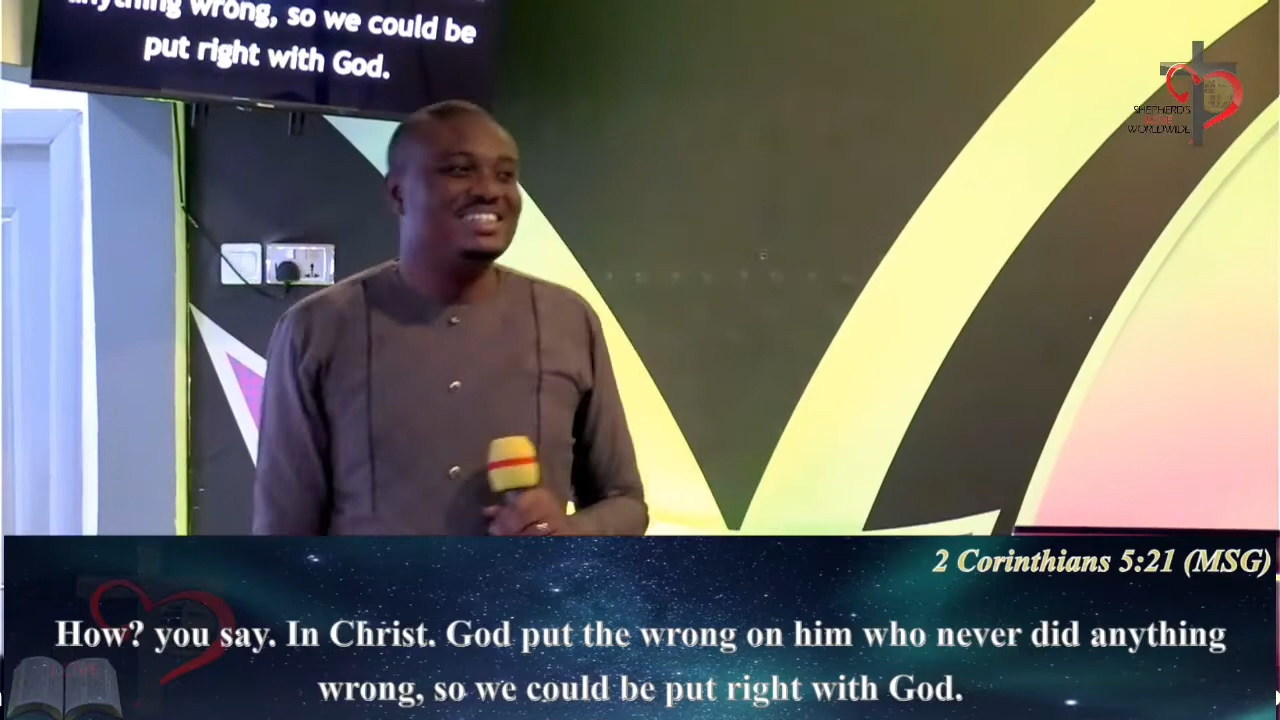 anything wrong, so we could be
put right with God.
SHEPHERD'S
WORLDWIDE
2 Corinthians 5:21 (MSG)
How? you say. In Christ. God put the wrong on him who never did anything
wrong, so we could be put right with God.